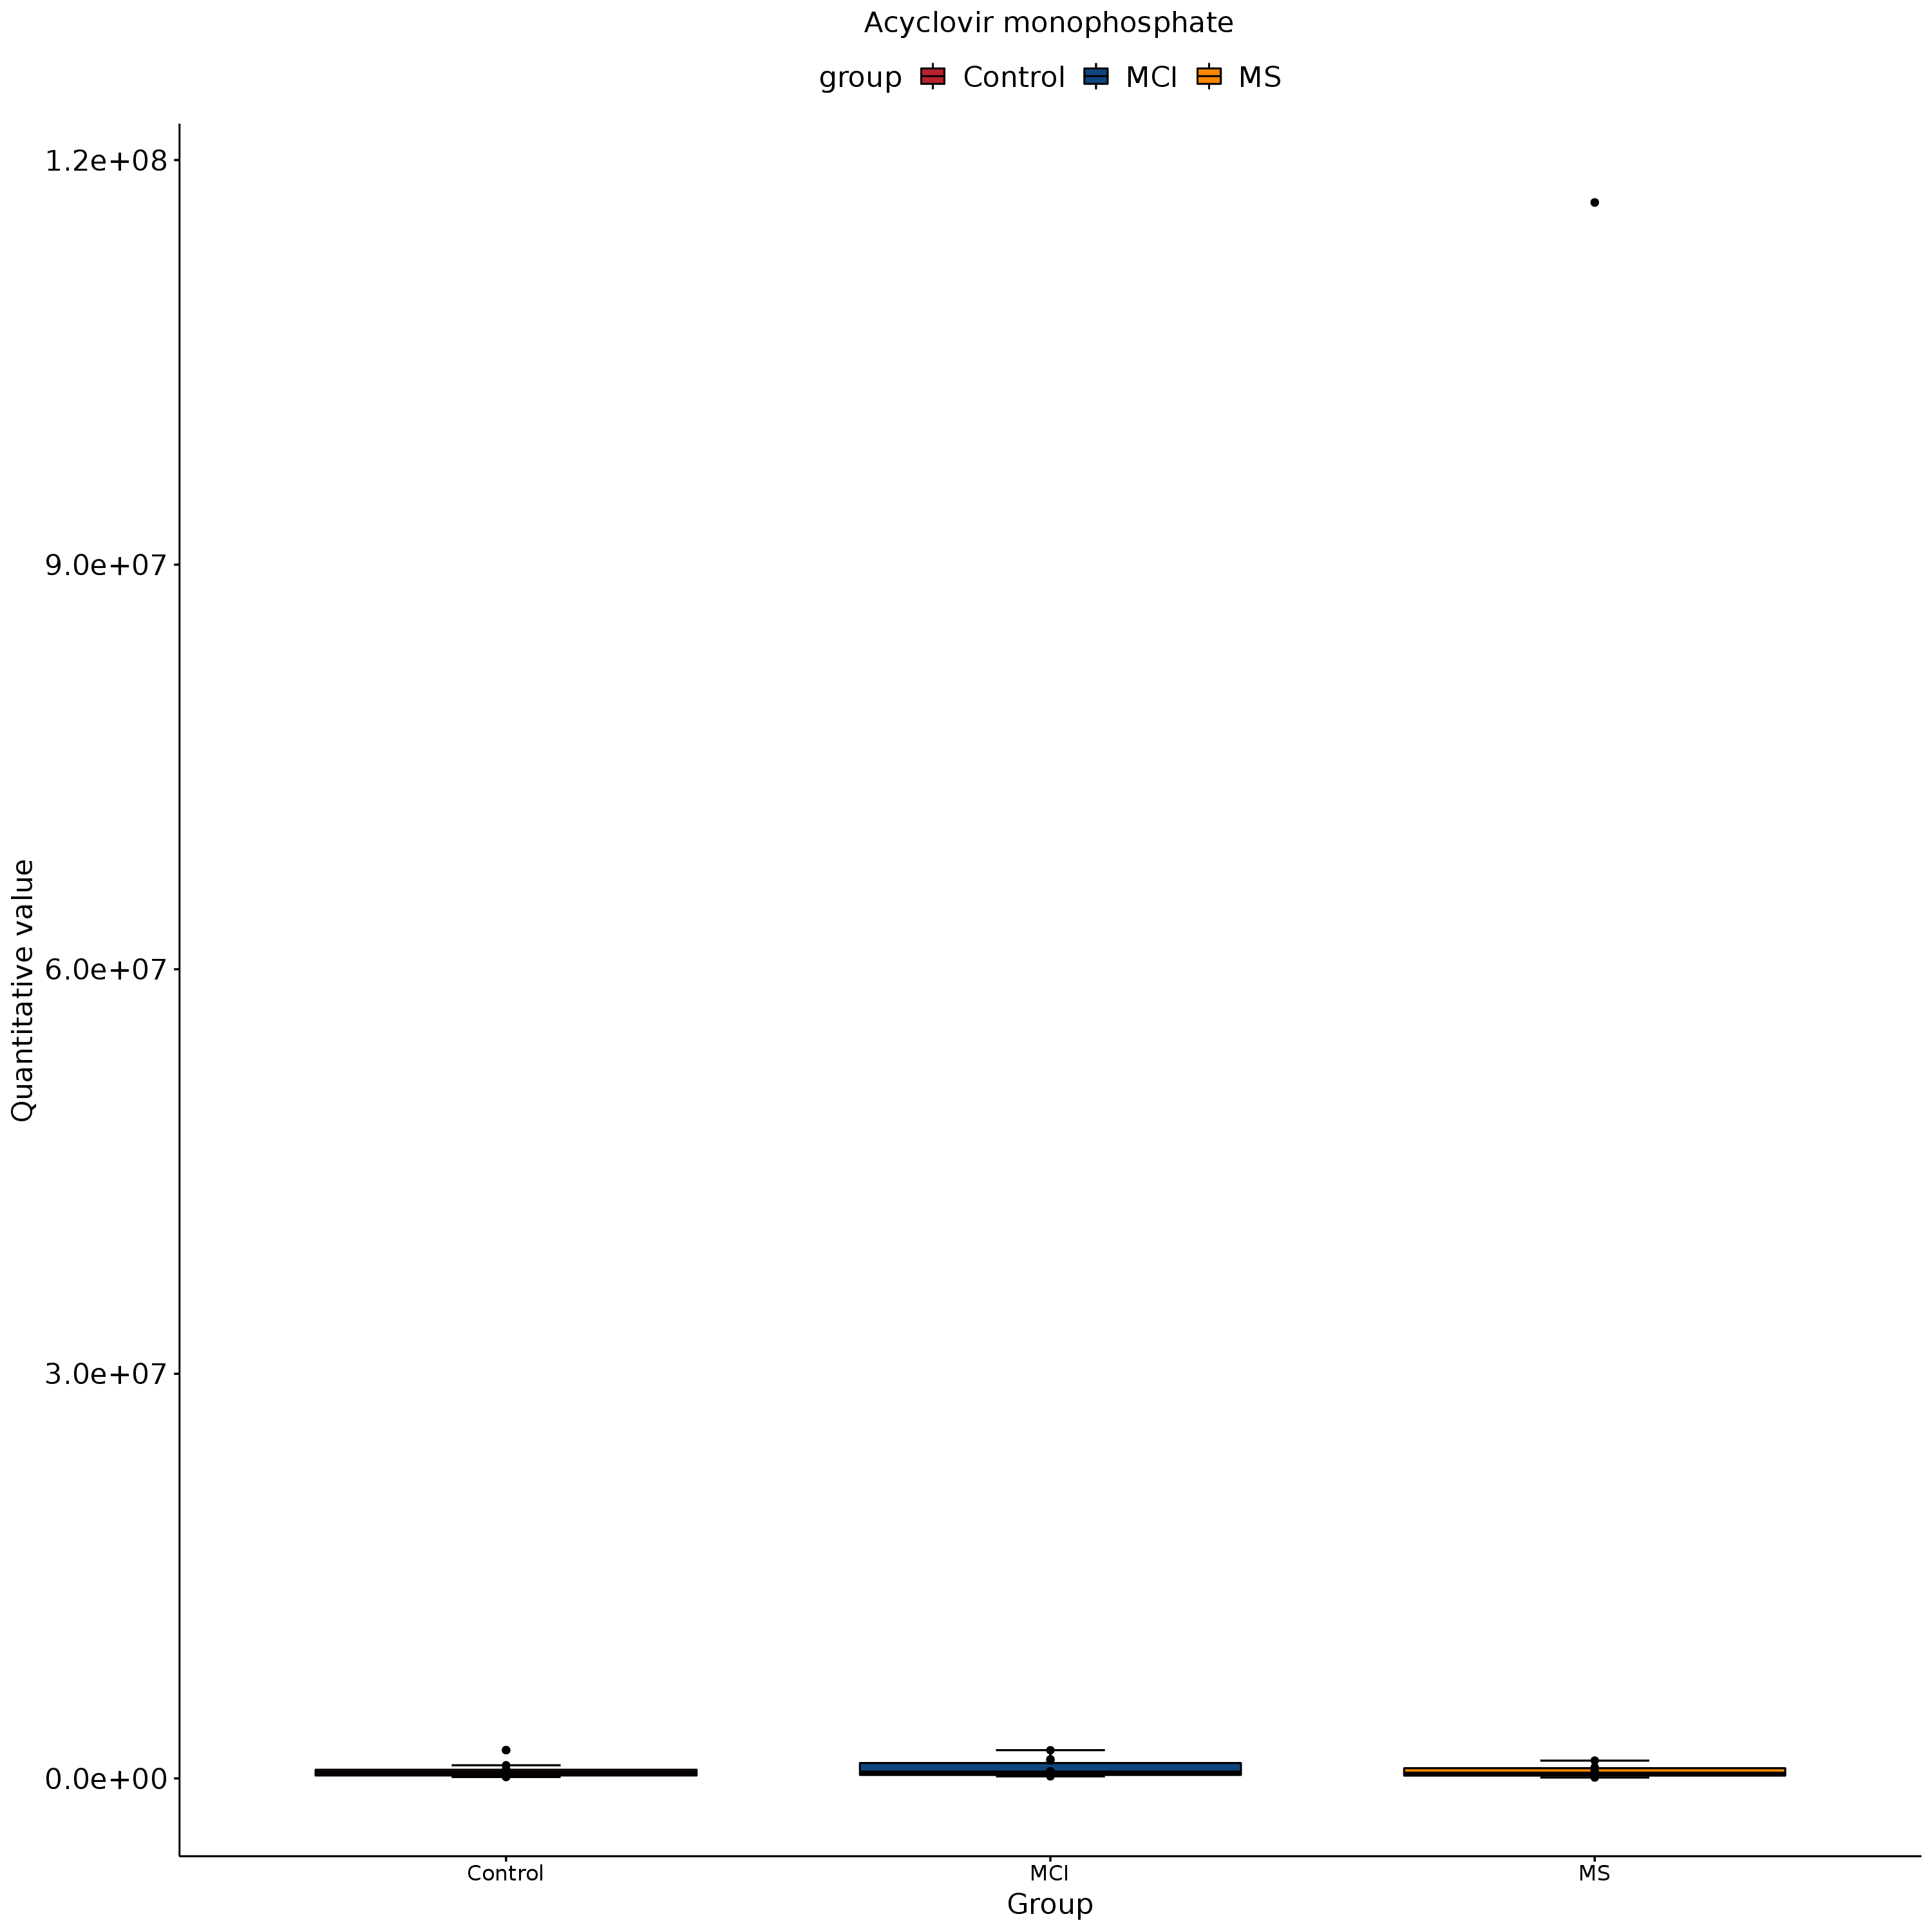 Acyclovir monophosphate
group Control MCI MS
1.2e+08
9.0e+07
6.0e+07
3.0e+07
0.0e+00
Quantitative value
Control MCI MS
Group